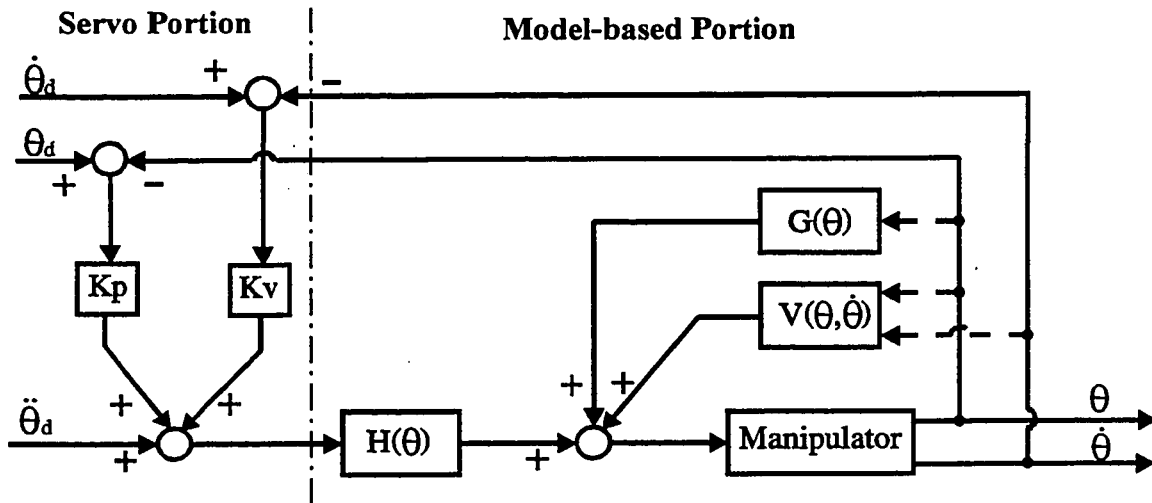 Servo Portion
Model-based Portion
θ̇d
+
−
θd
+
−
G(θ)
Kp
Kv
V(θ,θ̇)
+
+
+
+
θ̈d
+
H(θ)
+
Manipulator
θ
θ̇